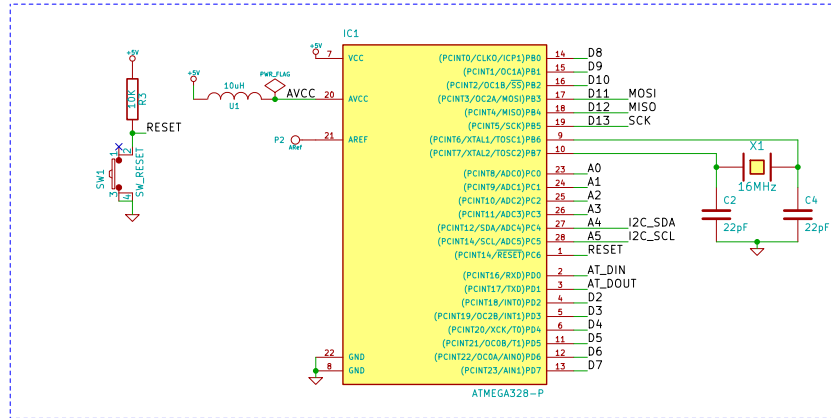 IC1
+5V
7 VCC
+5V
10uH
U1
PWR_FLAG
AVCC 20 AVCC
P2 ARef 21 AREF
22 GND
8 GND
+5V
10K
R3
RESET
1 2
SW1
SW_RESET
3 4
(PCINT0/CLKO/ICP1)PB0 14 D8
(PCINT1/OC1A)PB1 15 D9
(PCINT2/OC1B/SS)PB2 16 D10
(PCINT3/OC2A/MOSI)PB3 17 D11 MOSI
(PCINT4/MISO)PB4 18 D12 MISO
(PCINT5/SCK)PB5 19 D13 SCK
(PCINT6/XTAL1/TOSC1)PB6 9
(PCINT7/XTAL2/TOSC2)PB7 10
(PCINT8/ADC0)PC0 23 A0
(PCINT9/ADC1)PC1 24 A1
(PCINT10/ADC2)PC2 25 A2
(PCINT11/ADC3)PC3 26 A3
(PCINT12/SDA/ADC4)PC4 27 A4 I2C_SDA
(PCINT14/SCL/ADC5)PC5 28 A5 I2C_SCL
(PCINT14/RESET)PC6 1 RESET
(PCINT16/RXD)PD0 2 AT_DIN
(PCINT17/TXD)PD1 3 AT_DOUT
(PCINT18/INT0)PD2 4 D2
(PCINT19/OC2B/INT1)PD3 5 D3
(PCINT20/XCK/T0)PD4 6 D4
(PCINT21/OC0B/T1)PD5 11 D5
(PCINT22/OC0A/AIN0)PD6 12 D6
(PCINT23/AIN1)PD7 13 D7
ATMEGA328-P
X1
16MHz
C2
22pF
C4
22pF